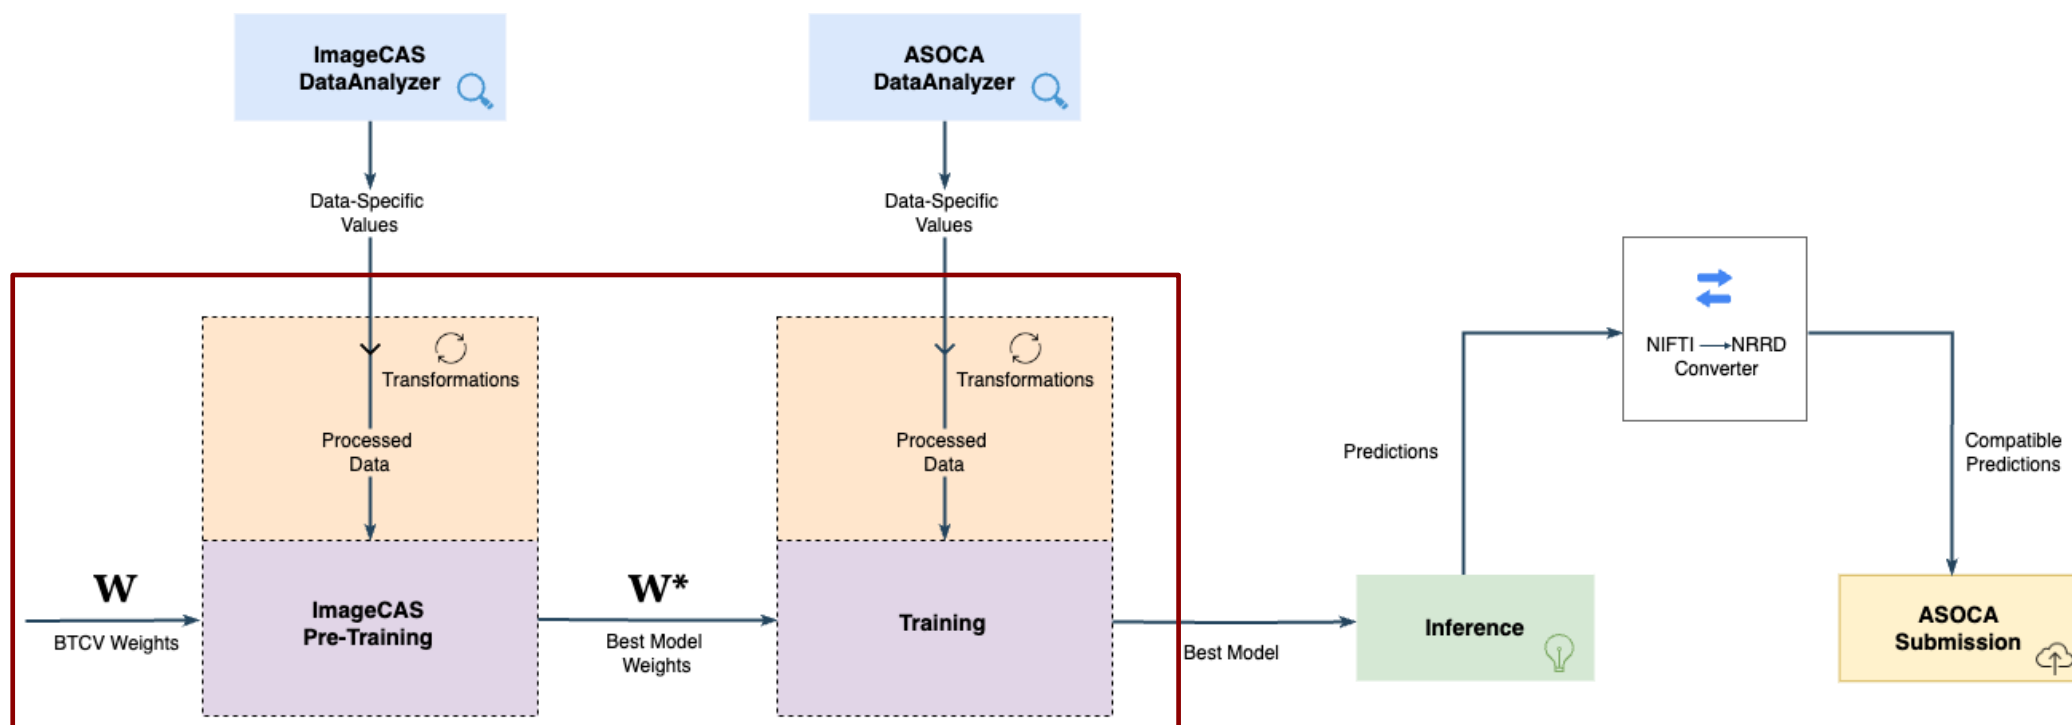 ImageCAS
DataAnalyzer
ASOCA
DataAnalyzer
Data-Specific
Values
Data-Specific
Values
Transformations
Transformations
NIFTI → NRRD
Converter
Processed
Data
Processed
Data
Predictions
Compatible
Predictions
W
BTCV Weights
ImageCAS
Pre-Training
W*
Best Model
Weights
Training
Best Model
Inference
ASOCA
Submission